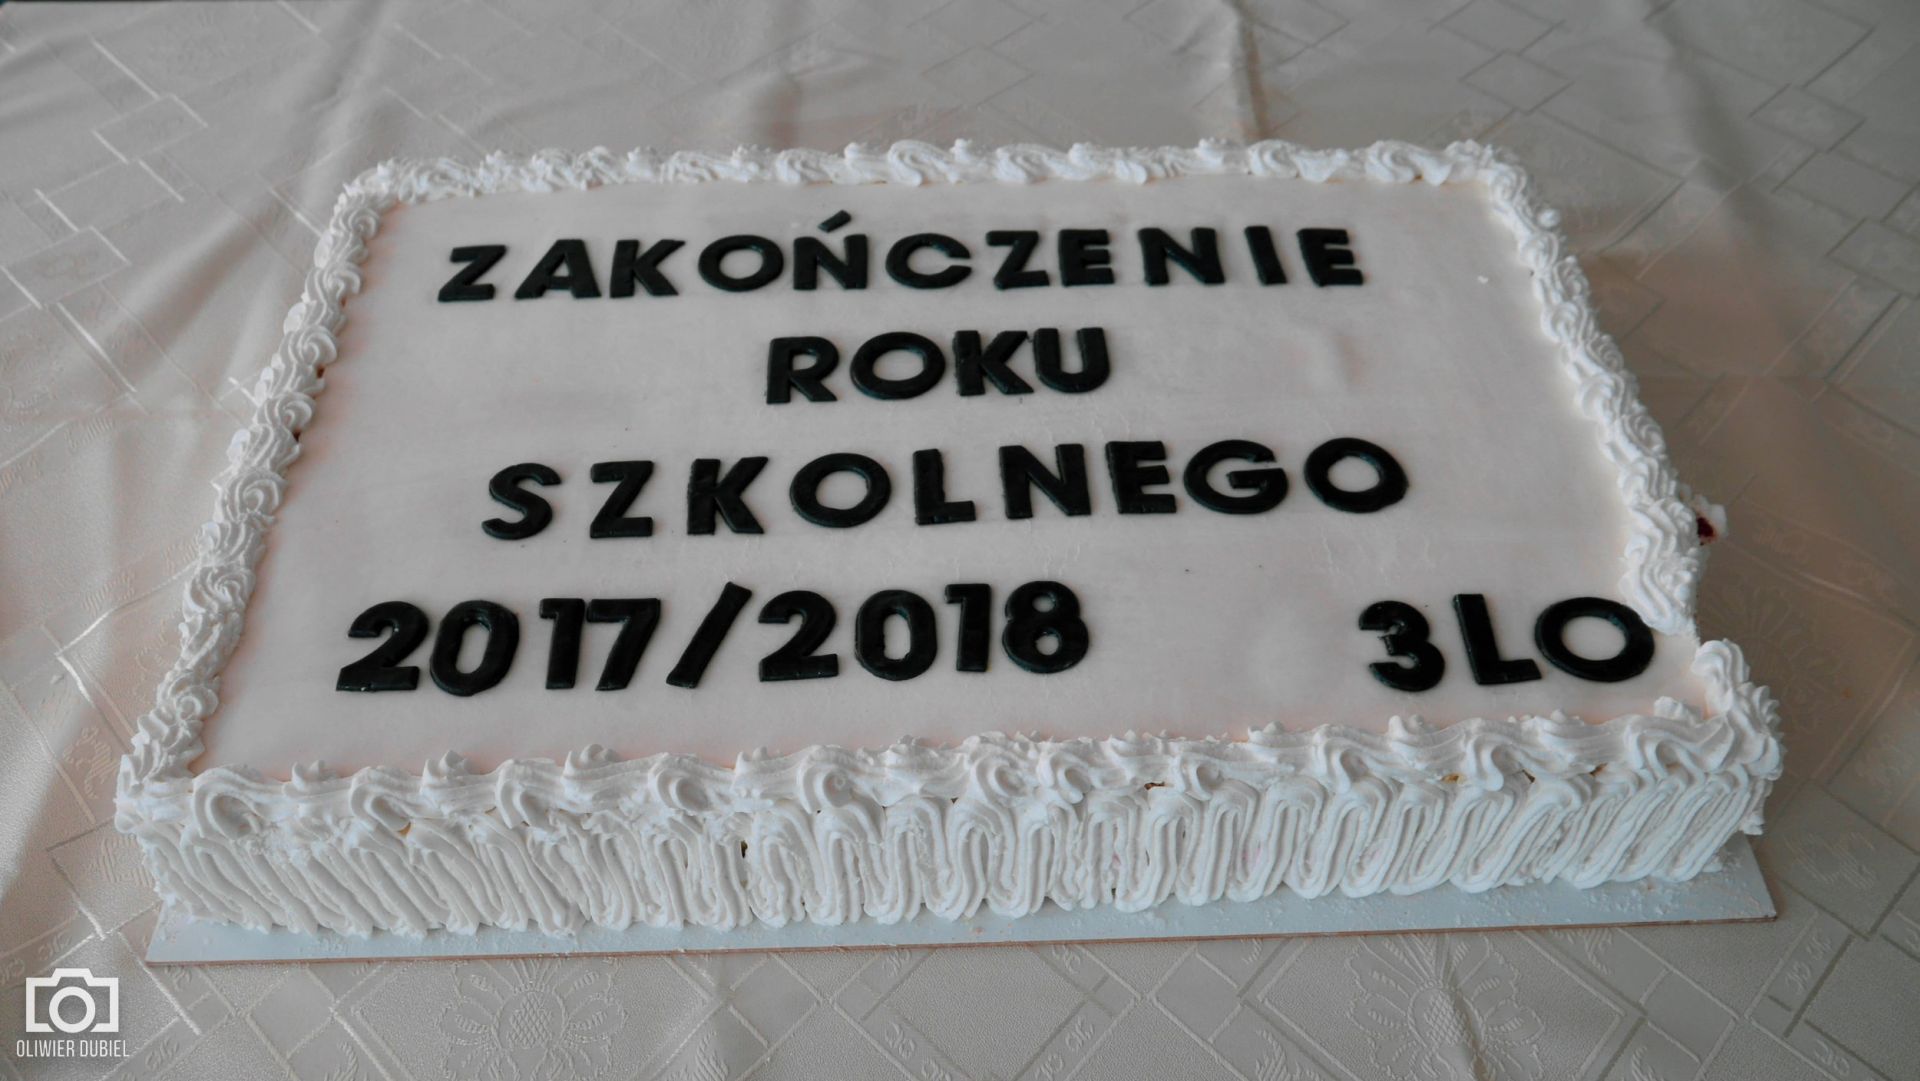 ZAKOŃCZENIE
ROKU
SZKOLNEGO
2017/2018 3LO
OLIWIER DUBIEL